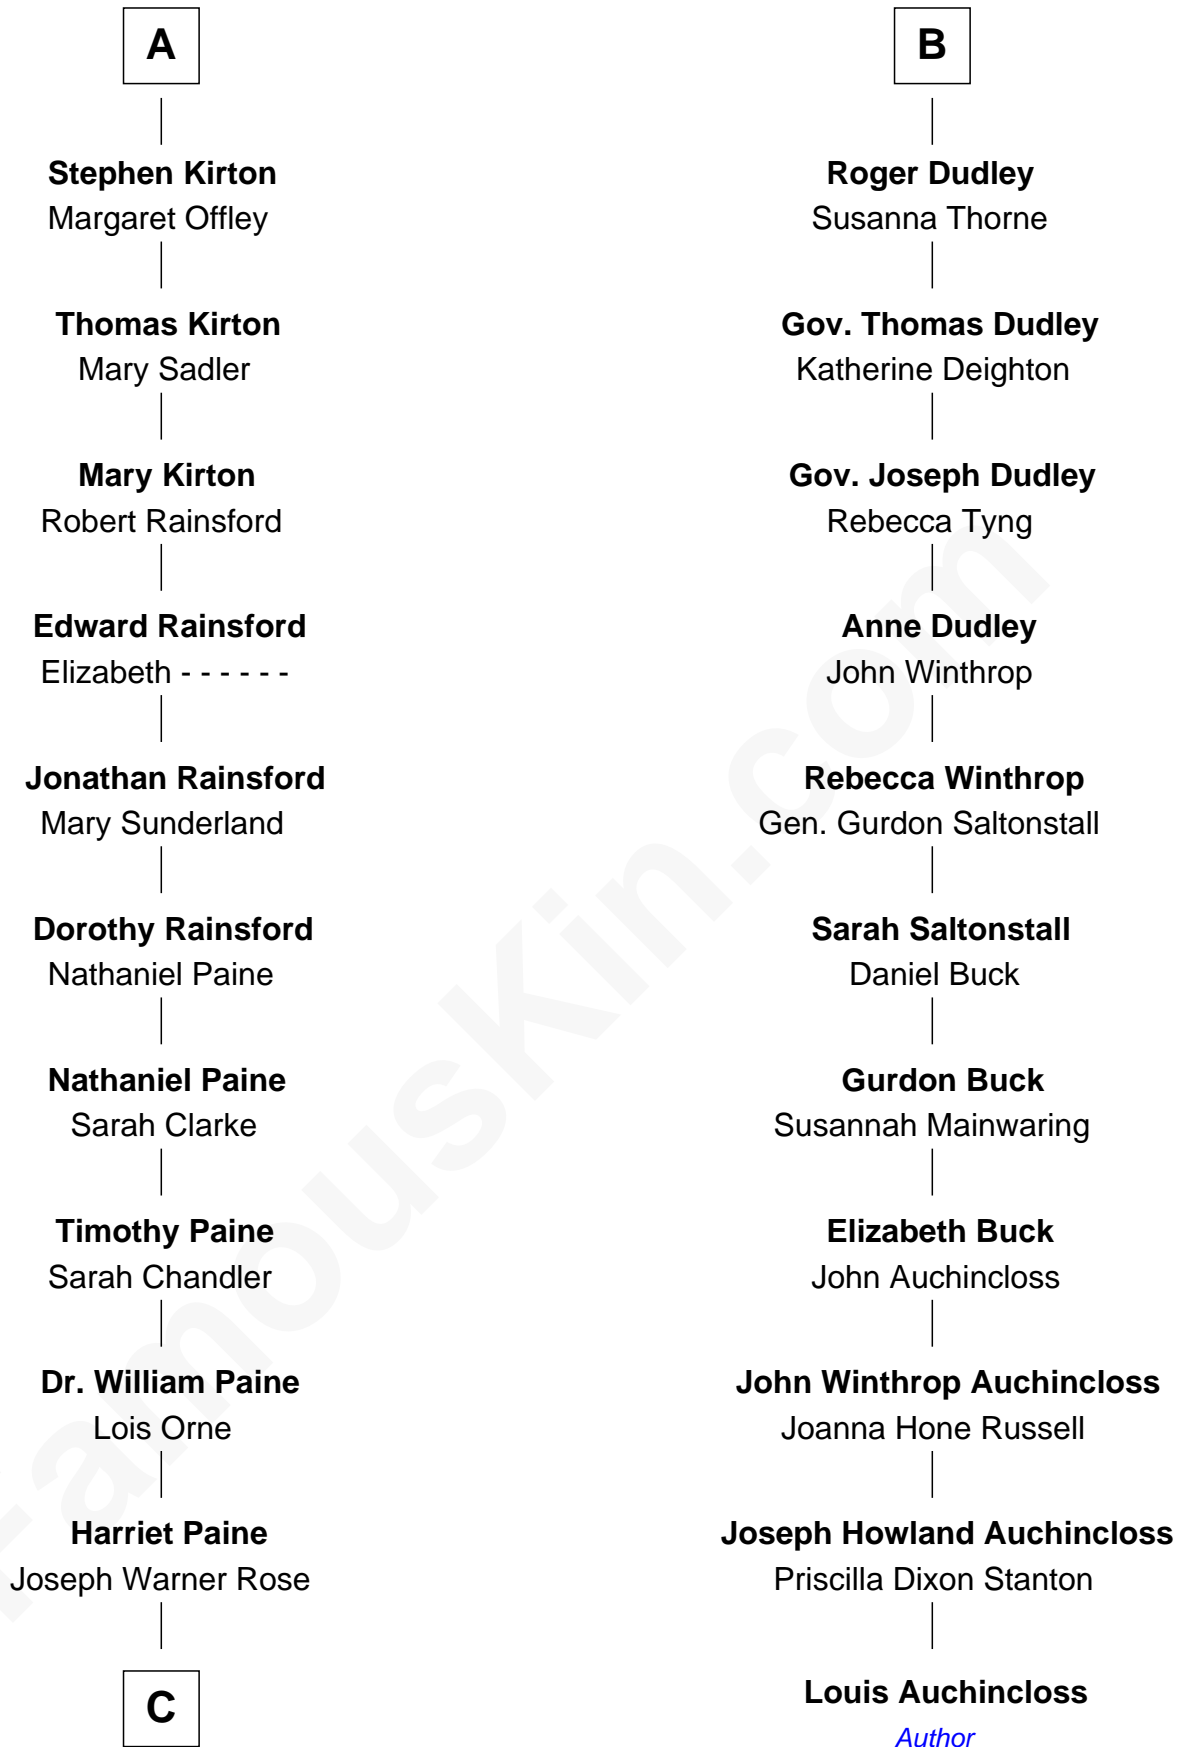 A
Stephen Kirton
Margaret Offley
Thomas Kirton
Mary Sadler
Mary Kirton
Robert Rainsford
Edward Rainsford
Elizabeth - - - - - -
Jonathan Rainsford
Mary Sunderland
Dorothy Rainsford
Nathaniel Paine
Nathaniel Paine
Sarah Clarke
Timothy Paine
Sarah Chandler
Dr. William Paine
Lois Orne
Harriet Paine
Joseph Warner Rose
C
B
Roger Dudley
Susanna Thorne
Gov. Thomas Dudley
Katherine Deighton
Gov. Joseph Dudley
Rebecca Tyng
Anne Dudley
John Winthrop
Rebecca Winthrop
Gen. Gurdon Saltonstall
Sarah Saltonstall
Daniel Buck
Gurdon Buck
Susannah Mainwaring
Elizabeth Buck
John Auchincloss
John Winthrop Auchincloss
Joanna Hone Russell
Joseph Howland Auchincloss
Priscilla Dixon Stanton
Louis Auchincloss
Author
FamousKin.com